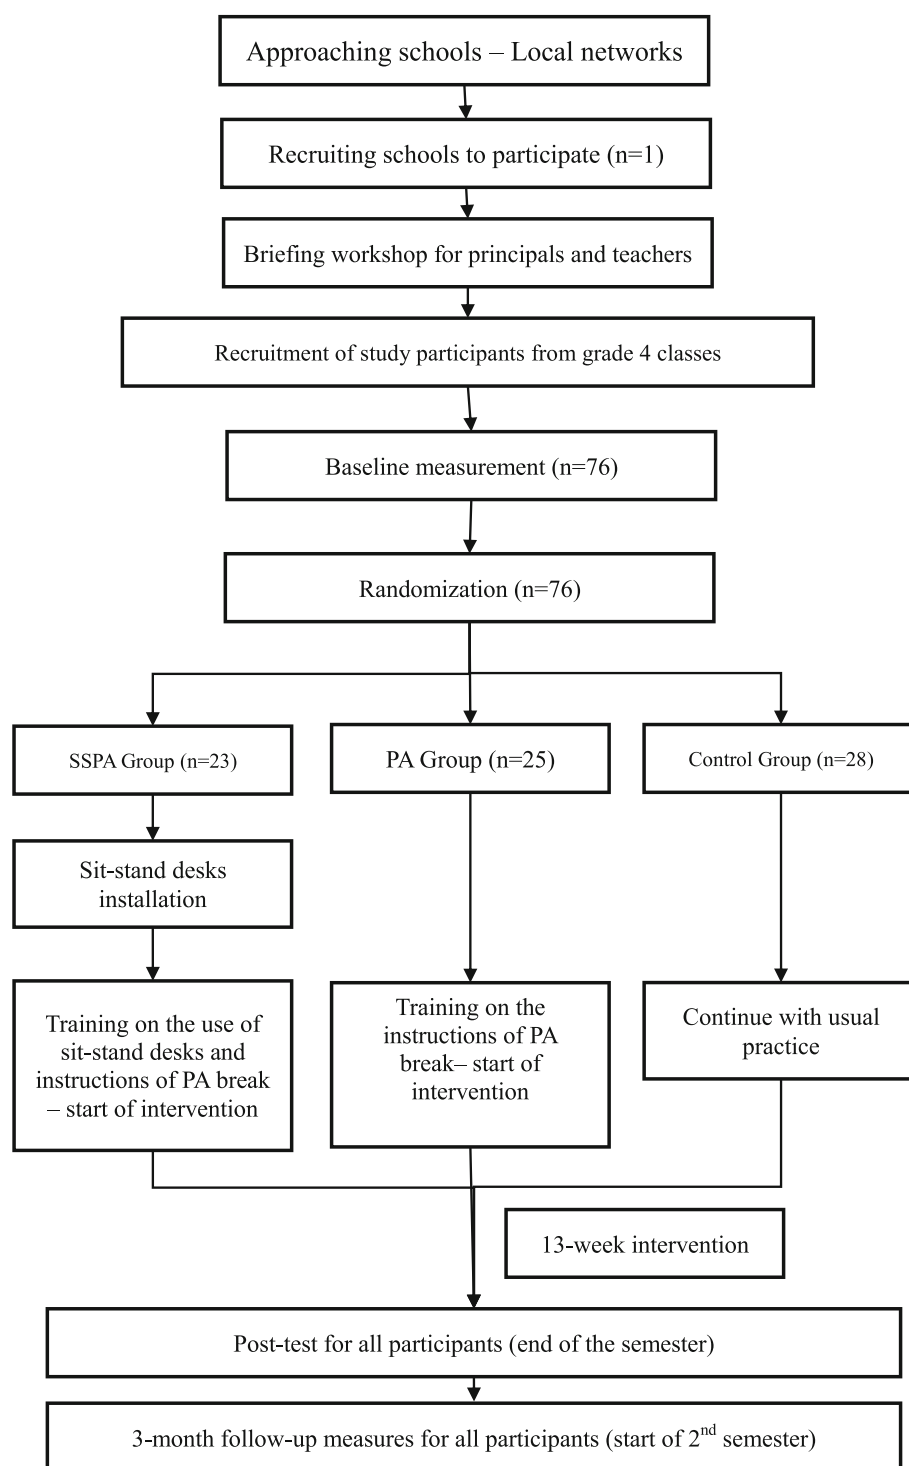 Approaching schools – Local networks
Recruiting schools to participate (n=1)
Briefing workshop for principals and teachers
Recruitment of study participants from grade 4 classes
Baseline measurement (n=76)
Randomization (n=76)
SSPA Group (n=23)
PA Group (n=25)
Control Group (n=28)
Sit-stand desks
installation
Training on the use of
sit-stand desks and
instructions of PA break
– start of intervention
Training on the
instructions of PA
break– start of
intervention
Continue with usual
practice
13-week intervention
Post-test for all participants (end of the semester)
3-month follow-up measures for all participants (start of 2nd semester)